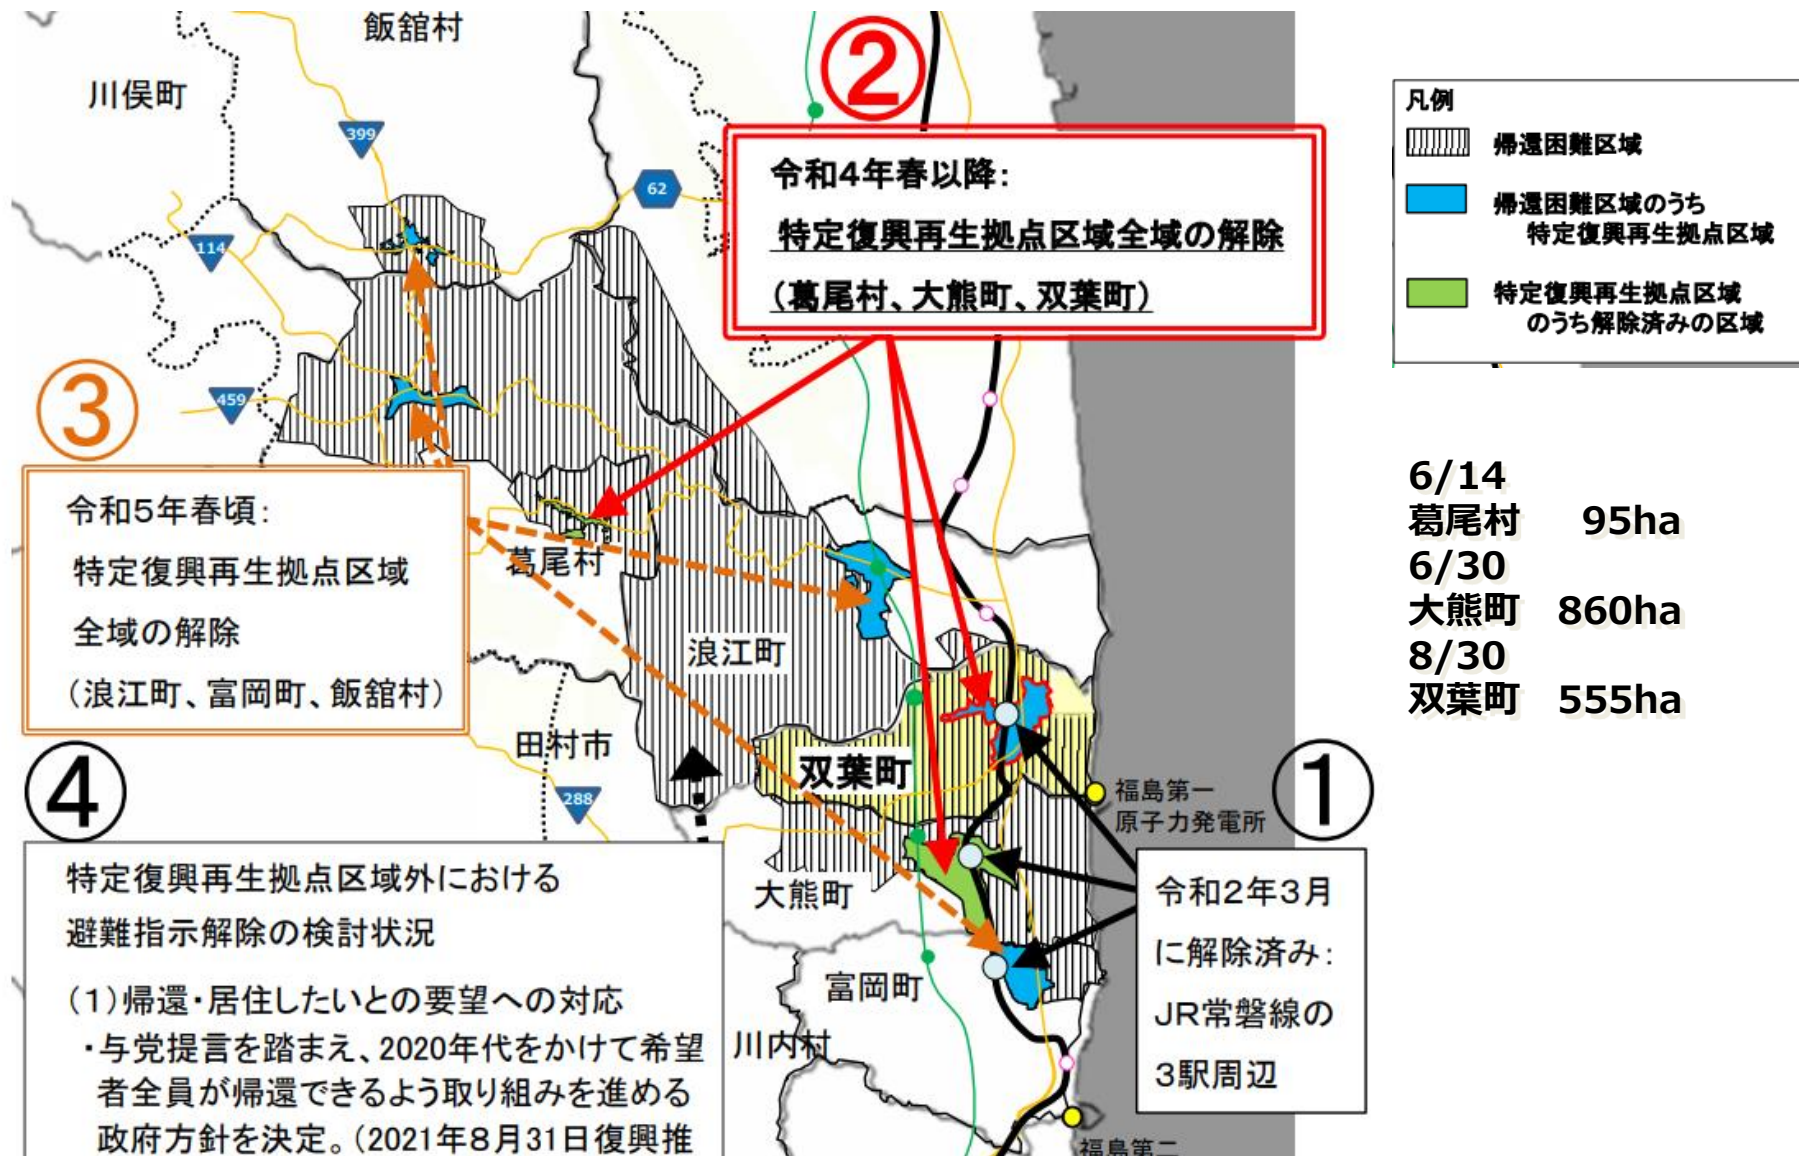 飯舘村
川俣町
399
114
62
459
②
令和4年春以降:
特定復興再生拠点区域全域の解除
(葛尾村、大熊町、双葉町)
凡例
帰還困難区域
帰還困難区域のうち
特定復興再生拠点区域
特定復興再生拠点区域
のうち解除済みの区域
③
令和5年春頃:
特定復興再生拠点区域
全域の解除
(浪江町、富岡町、飯舘村)
葛尾村
浪江町
田村市
288
双葉町
大熊町
富岡町
川内村
6/14
葛尾村 95ha
6/30
大熊町 860ha
8/30
双葉町 555ha
福島第一
原子力発電所
①
令和2年3月
に解除済み:
JR常磐線の
3駅周辺
福島第二
④
特定復興再生拠点区域外における
避難指示解除の検討状況
(1)帰還・居住したいとの要望への対応
・与党提言を踏まえ、2020年代をかけて希望
者全員が帰還できるよう取り組みを進める
政府方針を決定。(2021年8月31日復興推